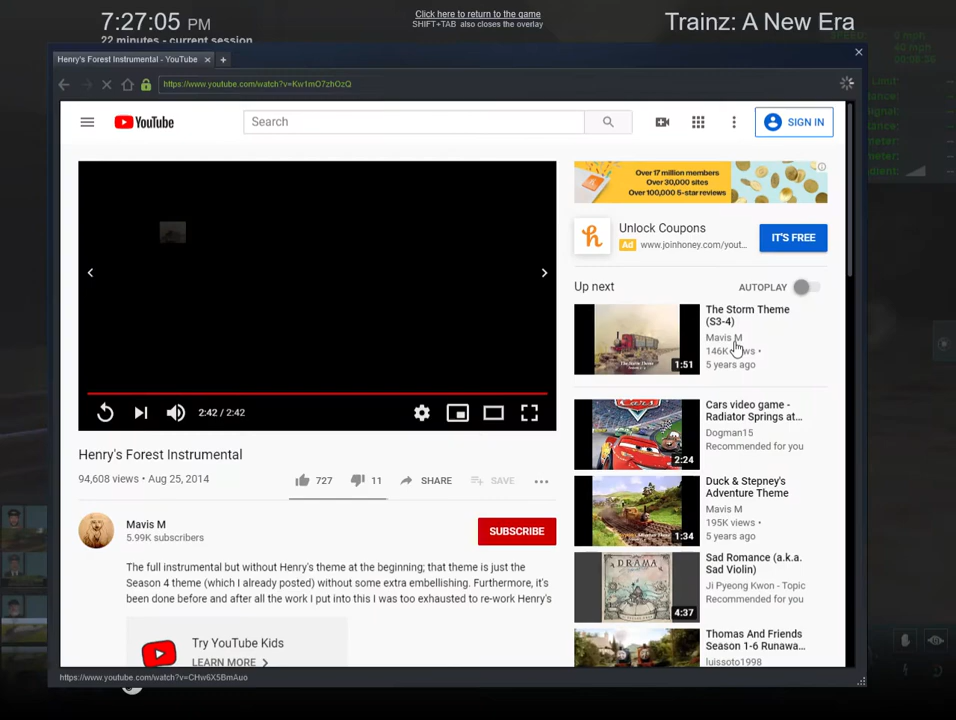 7:27:05 PM
22 minutes - current session
Click here to return to the game
SHIFT+TAB also closes the overlay
Trainz: A New Era
Henry's Forest Instrumental - YouTube
https://www.youtube.com/watch?v=Kw1mO7zhOzQ
YouTube
Search
SIGN IN
Over 17 million members
Over 30,000 sites
Over 100,000 5-star reviews
Unlock Coupons
Ad www.joinhoney.com/yout...
IT'S FREE
Up next
AUTOPLAY
The Storm Theme
(S3-4)
Mavis M
146K views •
5 years ago
1:51
Cars video game -
Radiator Springs at...
Dogman15
Recommended for you
2:24
2:42 / 2:42
Henry's Forest Instrumental
94,608 views • Aug 25, 2014
727
11
SHARE
SAVE
Duck & Stepney's
Adventure Theme
Mavis M
195K views •
5 years ago
1:34
Mavis M
5.99K subscribers
SUBSCRIBE
The full instrumental but without Henry's theme at the beginning; that theme is just the
Season 4 theme (which I already posted) without some extra embellishing. Furthermore, it's
been done before and after all the work I put into this I was too exhausted to re-work Henry's
Sad Romance (a.k.a.
Sad Violin)
Ji Pyeong Kwon - Topic
Recommended for you
DRAMA
4:37
Try YouTube Kids
LEARN MORE
Thomas And Friends
Season 1-6 Runawa...
luissoto1998
https://www.youtube.com/watch?v=CHw6X5BmAuo